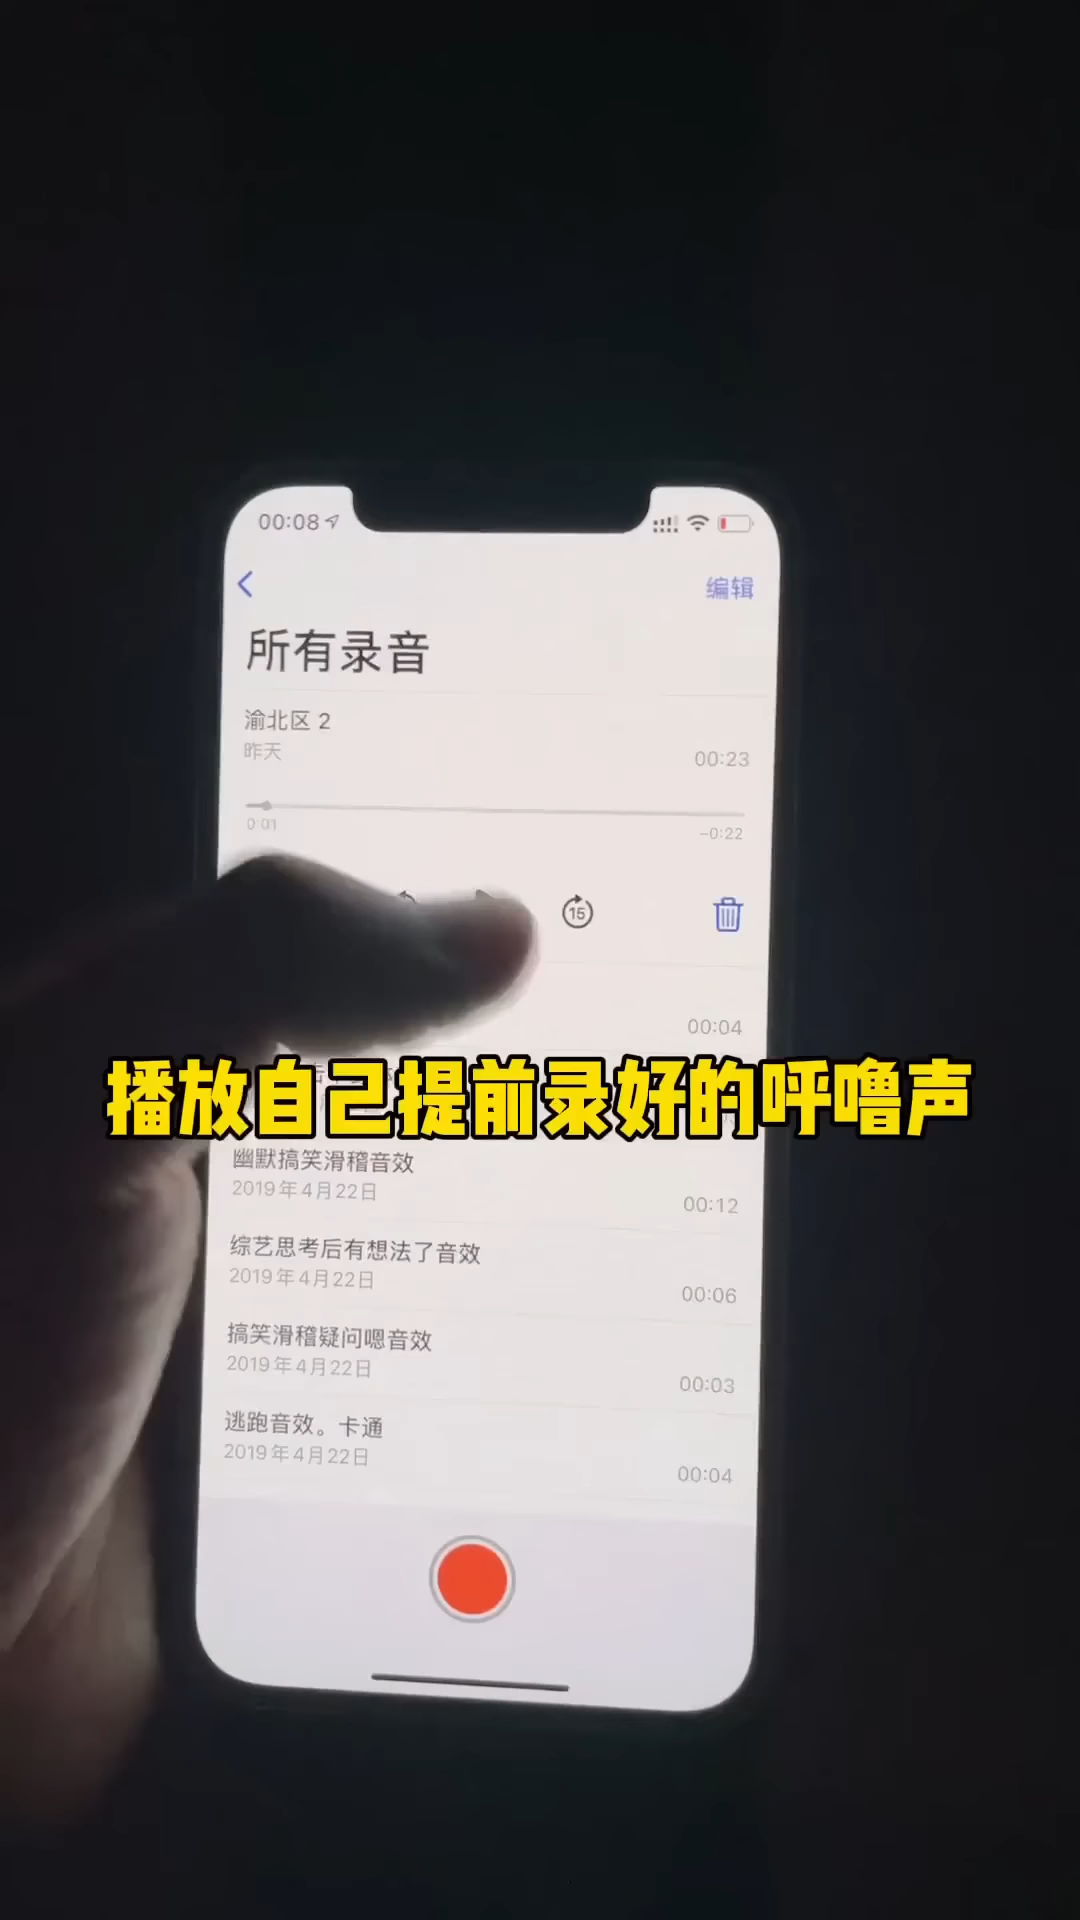 00:08
编辑
所有录音
渝北区 2
昨天
00:23
0:01
-0:22
15
00:04
播放自己提前录好的呼噜声
幽默搞笑滑稽音效
2019年4月22日
00:12
综艺思考后有想法了音效
2019年4月22日
00:06
搞笑滑稽疑问嗯音效
2019年4月22日
00:03
逃跑音效。卡通
2019年4月22日
00:04